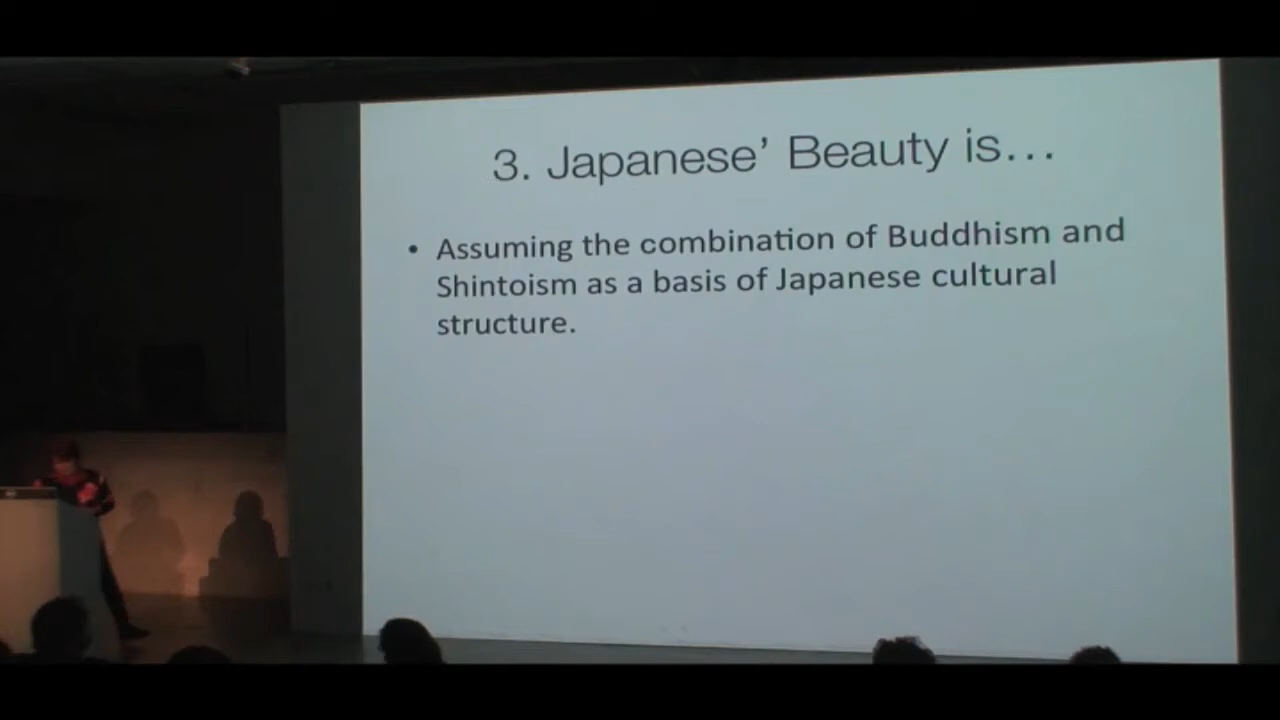 3. Japanese’ Beauty is...
• Assuming the combination of Buddhism and
Shintoism as a basis of Japanese cultural
structure.